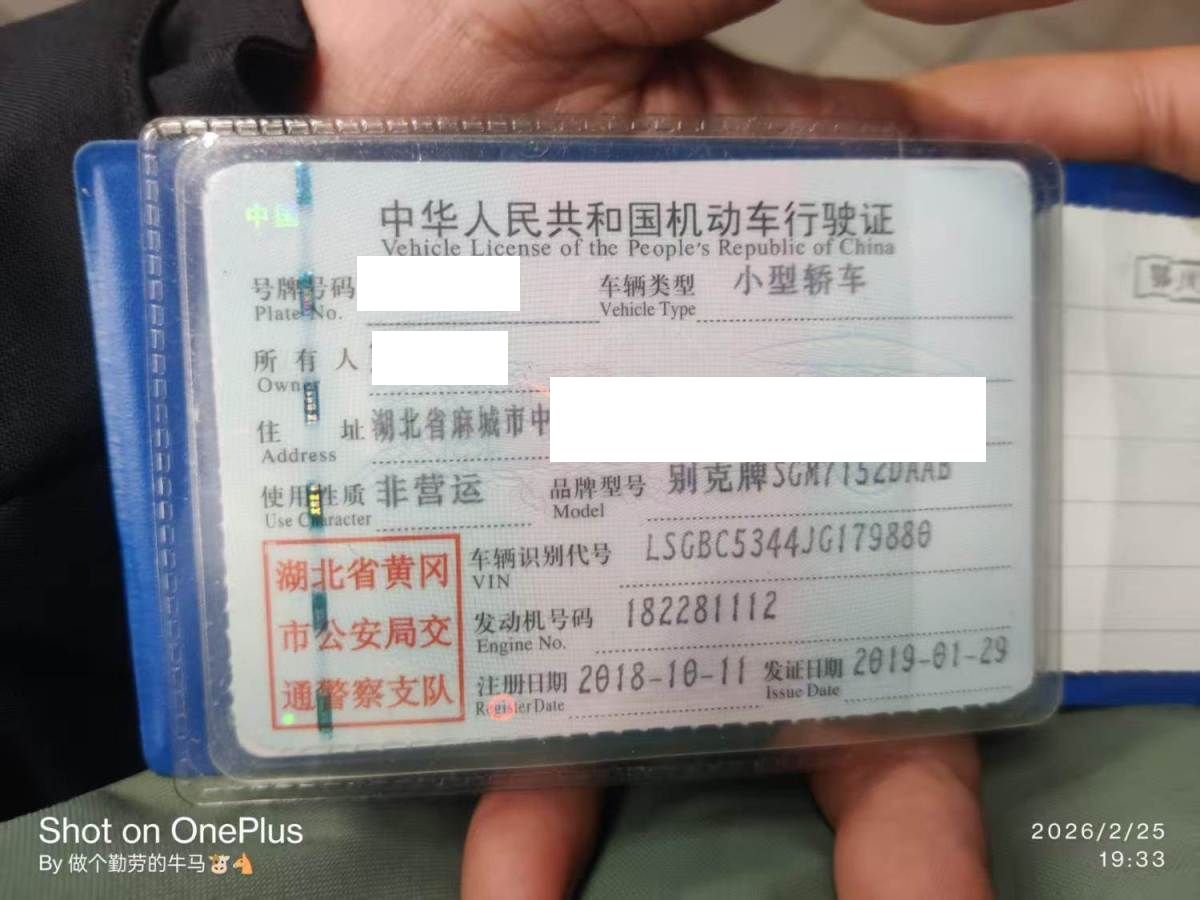 中国
中华人民共和国机动车行驶证
Vehicle License of the People's Republic of China
号牌号码 车辆类型 小型轿车
Plate No. Vehicle Type
所有人
Owner
住址 湖北省麻城市中
Address
使用性质 非营运 品牌型号 别克牌SGM7152DAAB
Use Character Model
湖北省黄冈
市公安局交
通警察支队
车辆识别代号 LSGBC5344JG179880
VIN
发动机号码 182281112
Engine No.
注册日期 2018-10-11 发证日期 2019-01-29
Register Date Issue Date
Shot on OnePlus
By 做个勤劳的牛马🐮🐴
2026/2/25
19:33